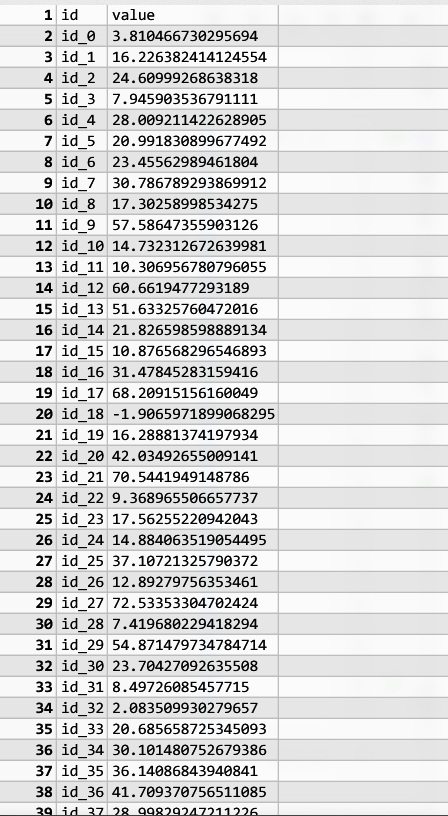 1 id value
2 id_0 3.810466730295694
3 id_1 16.226382414124554
4 id_2 24.60999268638318
5 id_3 7.945903536791111
6 id_4 28.009211422628905
7 id_5 20.991830899677492
8 id_6 23.45562989461804
9 id_7 30.786789293869912
10 id_8 17.30258998534275
11 id_9 57.58647355903126
12 id_10 14.732312672639981
13 id_11 10.306956780796055
14 id_12 60.6619477293189
15 id_13 51.63325760472016
16 id_14 21.826598598889134
17 id_15 10.876568296546893
18 id_16 31.47845283159416
19 id_17 68.20915156160049
20 id_18 -1.9065971899068295
21 id_19 16.28881374197934
22 id_20 42.03492655009141
23 id_21 70.5441949148786
24 id_22 9.368965506657737
25 id_23 17.56255220942043
26 id_24 14.884063519054495
27 id_25 37.10721325790372
28 id_26 12.89279756353461
29 id_27 72.53353304702424
30 id_28 7.419680229418294
31 id_29 54.871479734784714
32 id_30 23.70427092635508
33 id_31 8.49726085457715
34 id_32 2.083509930279657
35 id_33 20.685658725345093
36 id_34 30.101480752679386
37 id_35 36.14086843940841
38 id_36 41.709370756511085
39 id_37 28.99829247211226